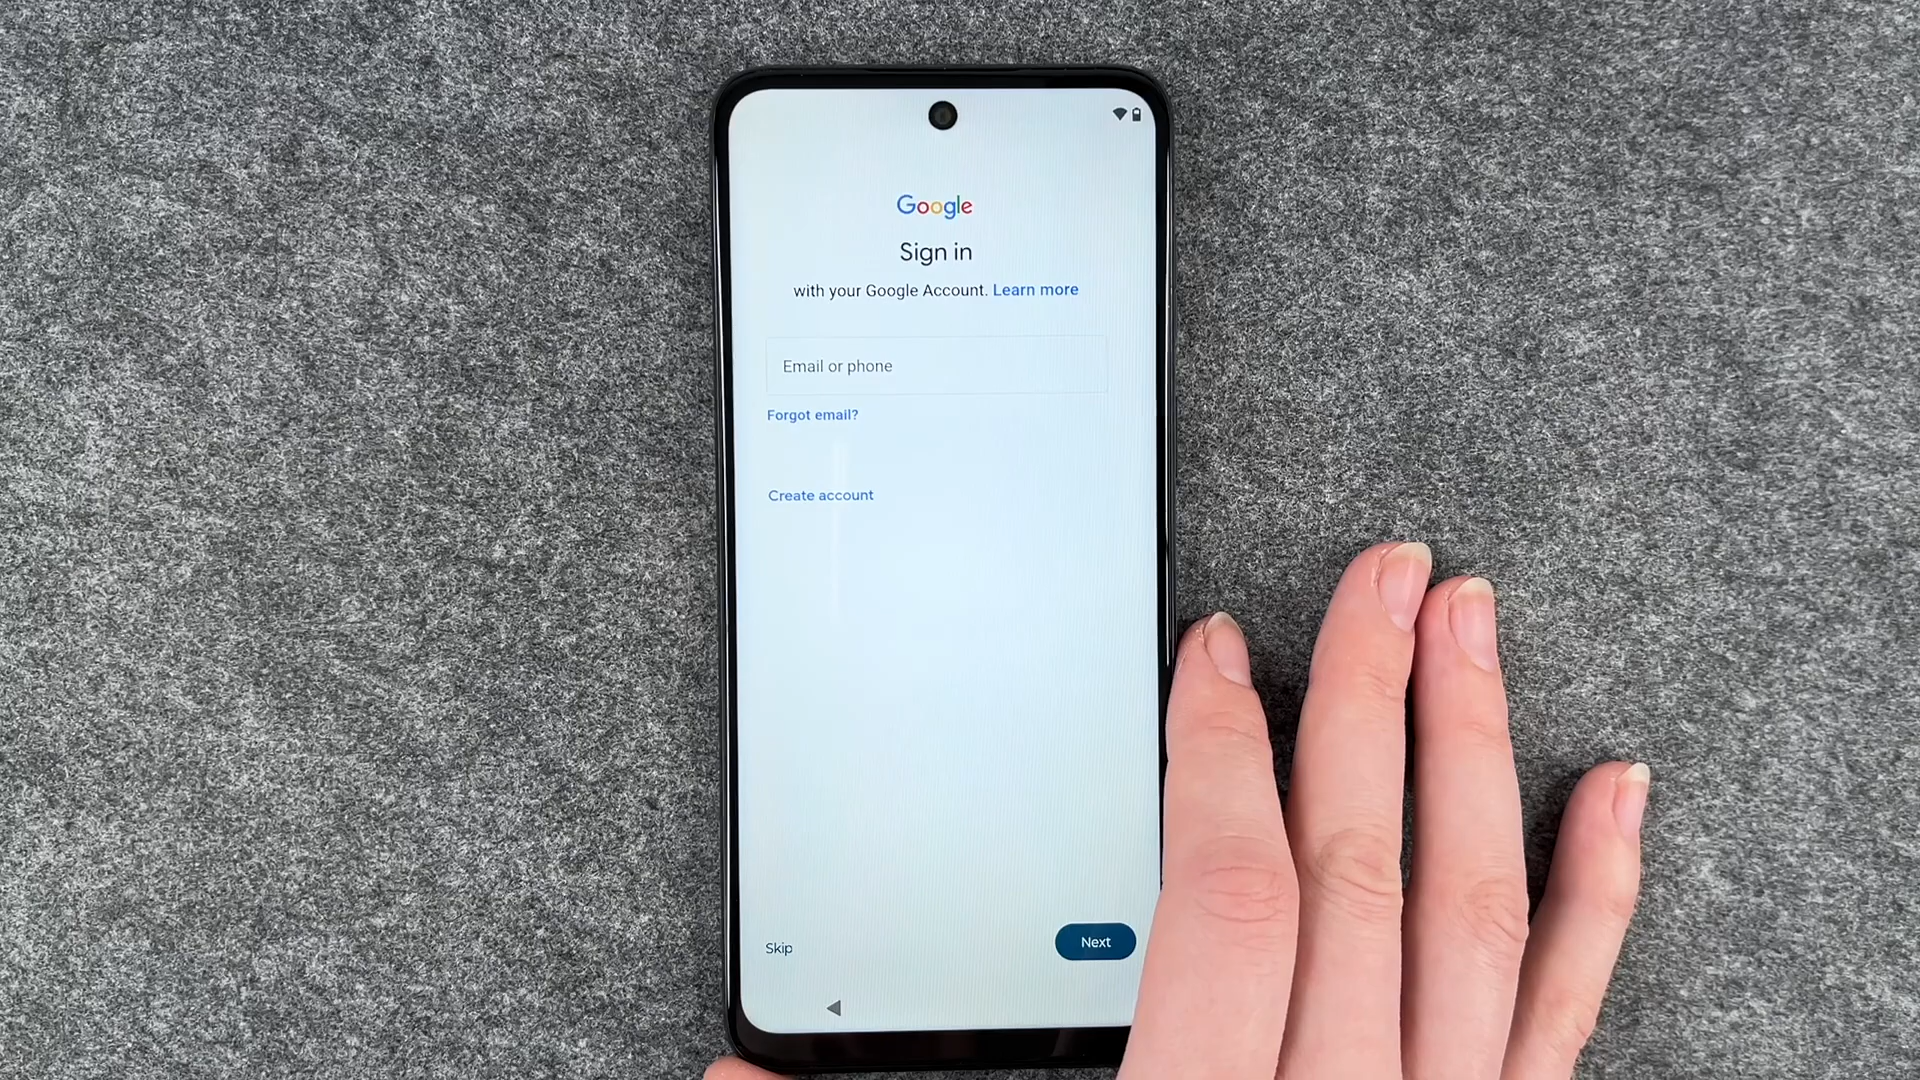 Google
Sign in
with your Google Account. Learn more
Email or phone
Forgot email?
Create account
Skip
Next